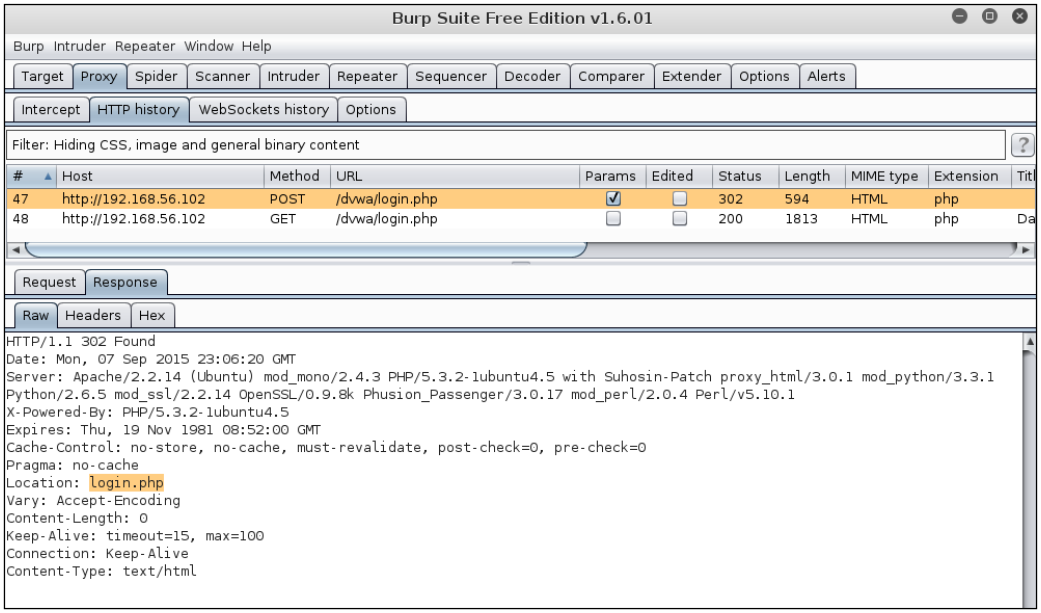 Burp Suite Free Edition v1.6.01
Burp Intruder Repeater Window Help
Target Proxy Spider Scanner Intruder Repeater Sequencer Decoder Comparer Extender Options Alerts
Intercept HTTP history WebSockets history Options
Filter: Hiding CSS, image and general binary content ?
# Host Method URL Params Edited Status Length MIME type Extension Titl
47 http://192.168.56.102 POST /dvwa/login.php 302 594 HTML php
48 http://192.168.56.102 GET /dvwa/login.php 200 1813 HTML php Da
Request Response
Raw Headers Hex
HTTP/1.1 302 Found
Date: Mon, 07 Sep 2015 23:06:20 GMT
Server: Apache/2.2.14 (Ubuntu) mod_mono/2.4.3 PHP/5.3.2-1ubuntu4.5 with Suhosin-Patch proxy_html/3.0.1 mod_python/3.3.1
Python/2.6.5 mod_ssl/2.2.14 OpenSSL/0.9.8k Phusion_Passenger/3.0.17 mod_perl/2.0.4 Perl/v5.10.1
X-Powered-By: PHP/5.3.2-1ubuntu4.5
Expires: Thu, 19 Nov 1981 08:52:00 GMT
Cache-Control: no-store, no-cache, must-revalidate, post-check=0, pre-check=0
Pragma: no-cache
Location: login.php
Vary: Accept-Encoding
Content-Length: 0
Keep-Alive: timeout=15, max=100
Connection: Keep-Alive
Content-Type: text/html